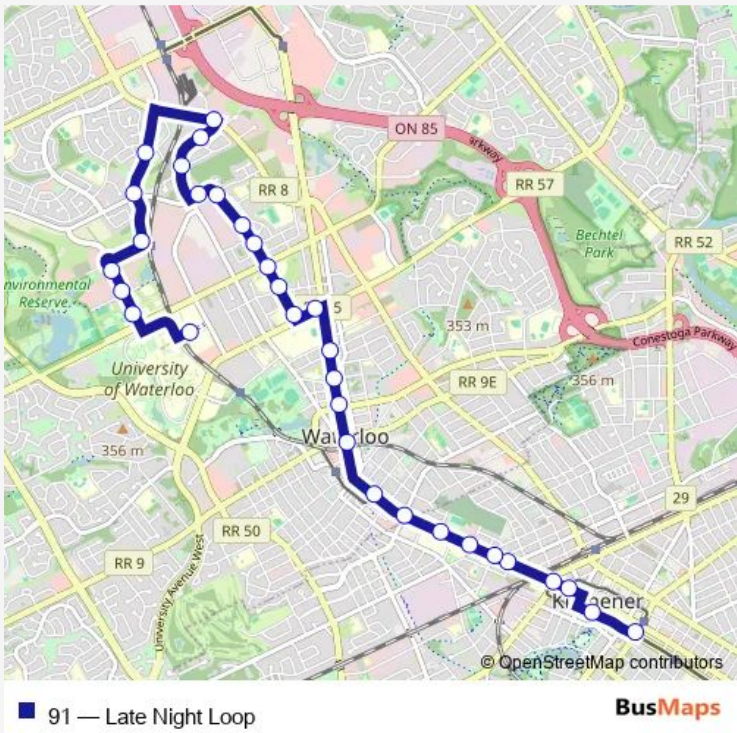 ON 85
arkway
RR 57
RR 8
Bechtel
Park
RR 52
nvironmental
Reserve
5
353 m
Conestoga Parkway
University
of Waterloo
RR 9E
356 m
Waterloo
356 m
29
RR 50
RR 9
University Avenue West
Kitchener
© OpenStreetMap contributors
91 — Late Night Loop
BusMaps